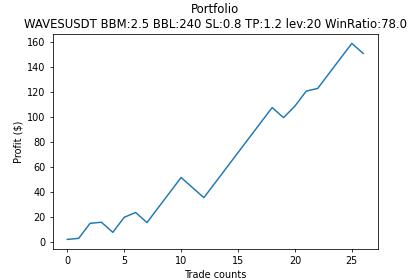 Portfolio
WAVESUSDT BBM:2.5 BBL:240 SL:0.8 TP:1.2 lev:20 WinRatio:78.0
160
140
120
100
80
60
40
20
0
Profit ($)
0 5 10 15 20 25
Trade counts